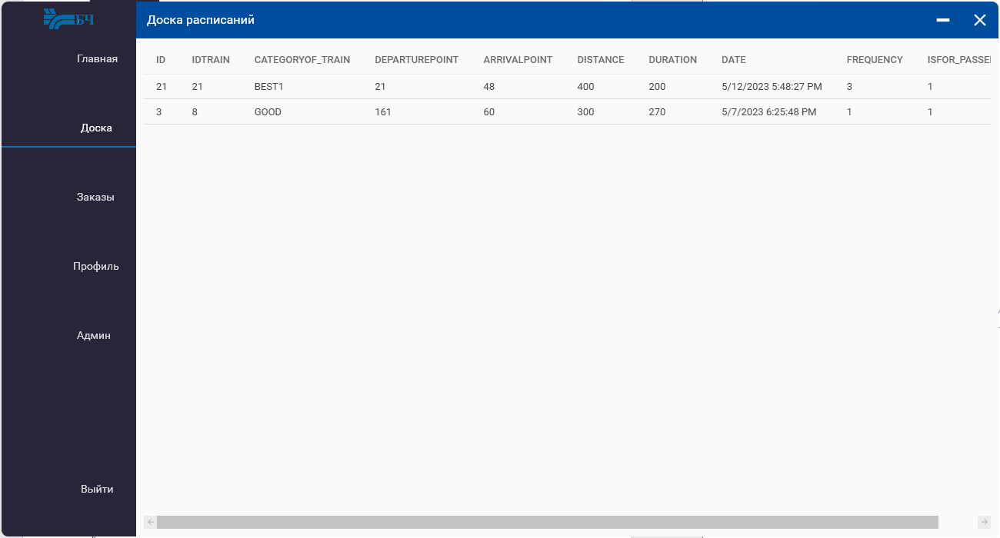 БЧ
Доска расписаний
Главная
Доска
Заказы
Профиль
Админ
Выйти
ID IDTRAIN CATEGORYOF_TRAIN DEPARTUREPOINT ARRIVALPOINT DISTANCE DURATION DATE FREQUENCY ISFOR_PASSE
21 21 BEST1 21 48 400 200 5/12/2023 5:48:27 PM 3 1
3 8 GOOD 161 60 300 270 5/7/2023 6:25:48 PM 1 1